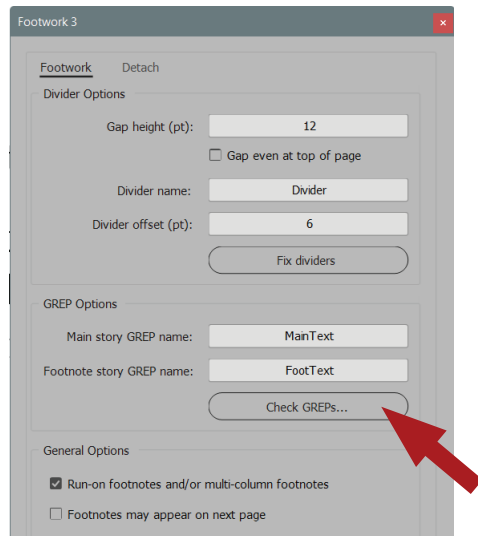 Footwork 3
Footwork Detach
Divider Options
Gap height (pt): 12
Gap even at top of page
Divider name: Divider
Divider offset (pt): 6
Fix dividers
GREP Options
Main story GREP name: MainText
Footnote story GREP name: FootText
Check GREPs...
General Options
Run-on footnotes and/or multi-column footnotes
Footnotes may appear on next page